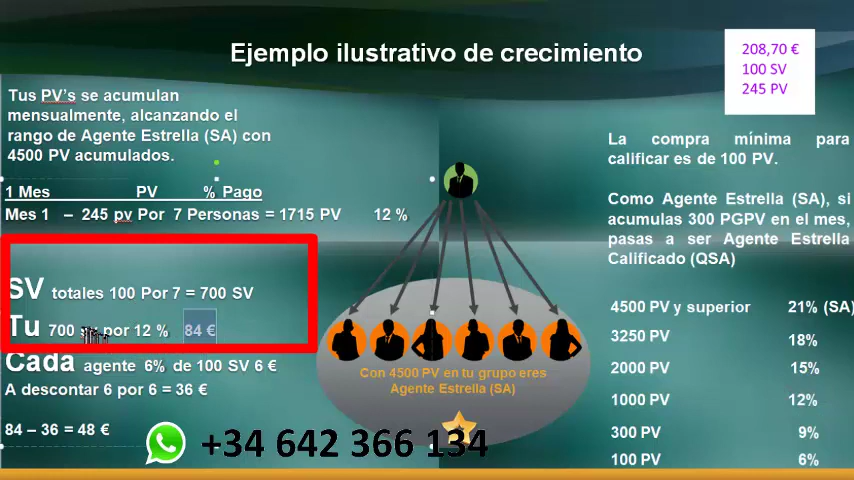 Ejemplo ilustrativo de crecimiento
208,70 €
100 SV
245 PV
Tus PV's se acumulan
mensualmente, alcanzando el
rango de Agente Estrella (SA) con
4500 PV acumulados.
1 Mes PV % Pago
Mes 1 – 245 pv Por 7 Personas = 1715 PV 12 %
SV totales 100 Por 7 = 700 SV
Tu 700 sv por 12 % 84 €
Cada agente 6% de 100 SV 6 €
A descontar 6 por 6 = 36 €
84 – 36 = 48 €
Con 4500 PV en tu grupo eres
Agente Estrella (SA)
+34 642 366 134
La compra mínima para
calificar es de 100 PV.
Como Agente Estrella (SA), si
acumulas 300 PGPV en el mes,
pasas a ser Agente Estrella
Calificado (QSA)
4500 PV y superior 21% (SA)
3250 PV 18%
2000 PV 15%
1000 PV 12%
300 PV 9%
100 PV 6%